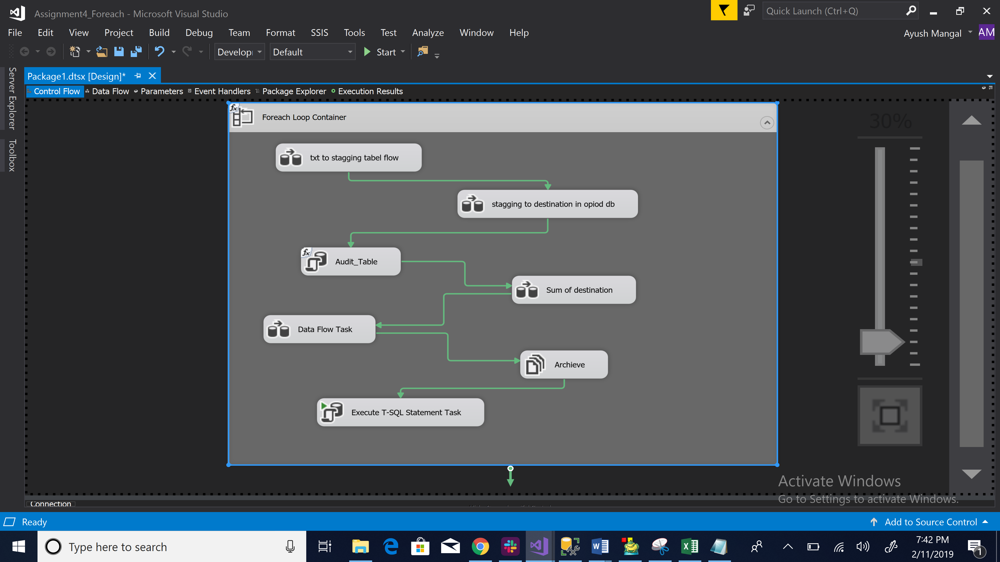 Assignment4_Foreach - Microsoft Visual Studio
Quick Launch (Ctrl+Q)
File Edit View Project Build Debug Team Format SSIS Tools Test Analyze Window Help
Ayush Mangal AM
Develop Default Start
Server Explorer
Toolbox
Package1.dtsx [Design]*
Control Flow Data Flow Parameters Event Handlers Package Explorer Execution Results
fx
Foreach Loop Container
30%
txt to stagging tabel flow
stagging to destination in opiod db
fx
Audit_Table
Sum of destination
Data Flow Task
Archieve
Execute T-SQL Statement Task
Activate Windows
Go to Settings to activate Windows.
Connection
Ready
Add to Source Control
Type here to search
7:42 PM
2/11/2019
1